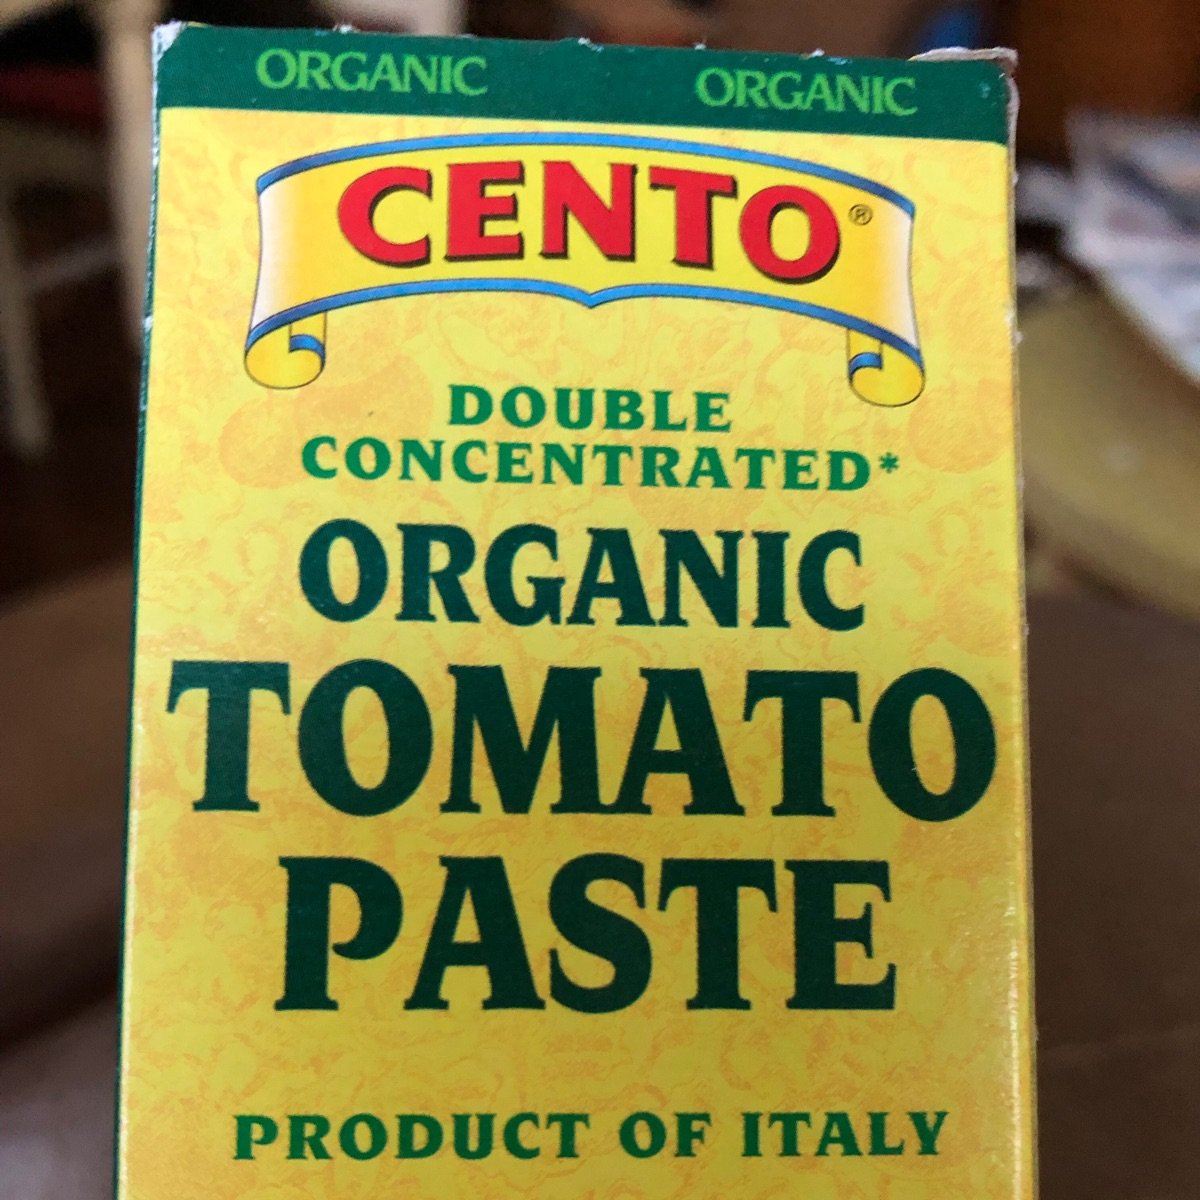 ORGANIC ORGANIC
CENTO®
DOUBLE
CONCENTRATED*
ORGANIC
TOMATO
PASTE
PRODUCT OF ITALY